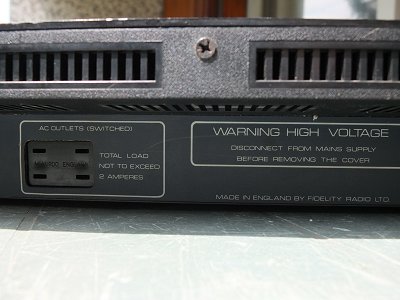 AC OUTLETS (SWITCHED)
TOTAL LOAD
NOT TO EXCEED
2 AMPERES
WARNING HIGH VOLTAGE
DISCONNECT FROM MAINS SUPPLY
BEFORE REMOVING THE COVER
MADE IN ENGLAND BY FIDELITY RADIO LTD.
ENGLAND